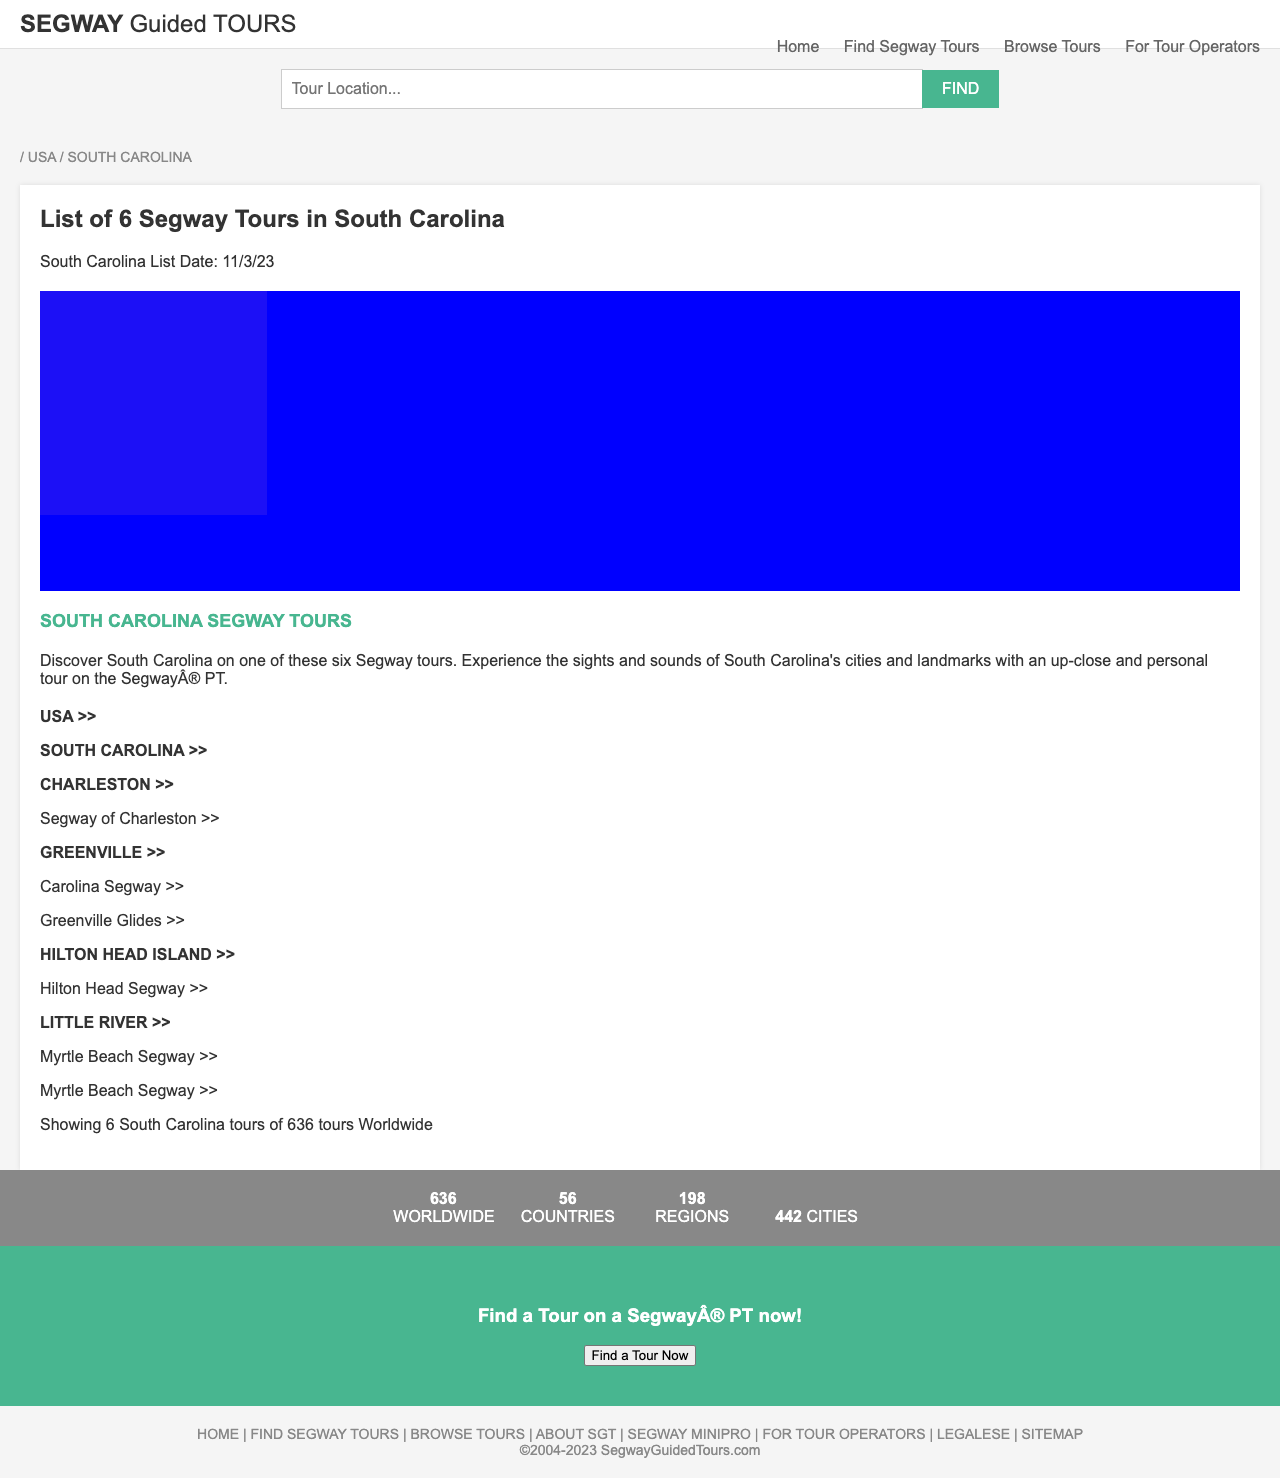 SEGWAY Guided TOURS
Home Find Segway Tours Browse Tours For Tour Operators
Tour Location...
FIND
/ USA / SOUTH CAROLINA
List of 6 Segway Tours in South Carolina
South Carolina List Date: 11/3/23
SOUTH CAROLINA SEGWAY TOURS
Discover South Carolina on one of these six Segway tours. Experience the sights and sounds of South Carolina's cities and landmarks with an up-close and personal
tour on the SegwayÂ® PT.
USA >>
SOUTH CAROLINA >>
CHARLESTON >>
Segway of Charleston >>
GREENVILLE >>
Carolina Segway >>
Greenville Glides >>
HILTON HEAD ISLAND >>
Hilton Head Segway >>
LITTLE RIVER >>
Myrtle Beach Segway >>
Myrtle Beach Segway >>
Showing 6 South Carolina tours of 636 tours Worldwide
636
WORLDWIDE
56
COUNTRIES
198
REGIONS
442 CITIES
Find a Tour on a SegwayÂ® PT now!
Find a Tour Now
HOME | FIND SEGWAY TOURS | BROWSE TOURS | ABOUT SGT | SEGWAY MINIPRO | FOR TOUR OPERATORS | LEGALESE | SITEMAP
©2004-2023 SegwayGuidedTours.com